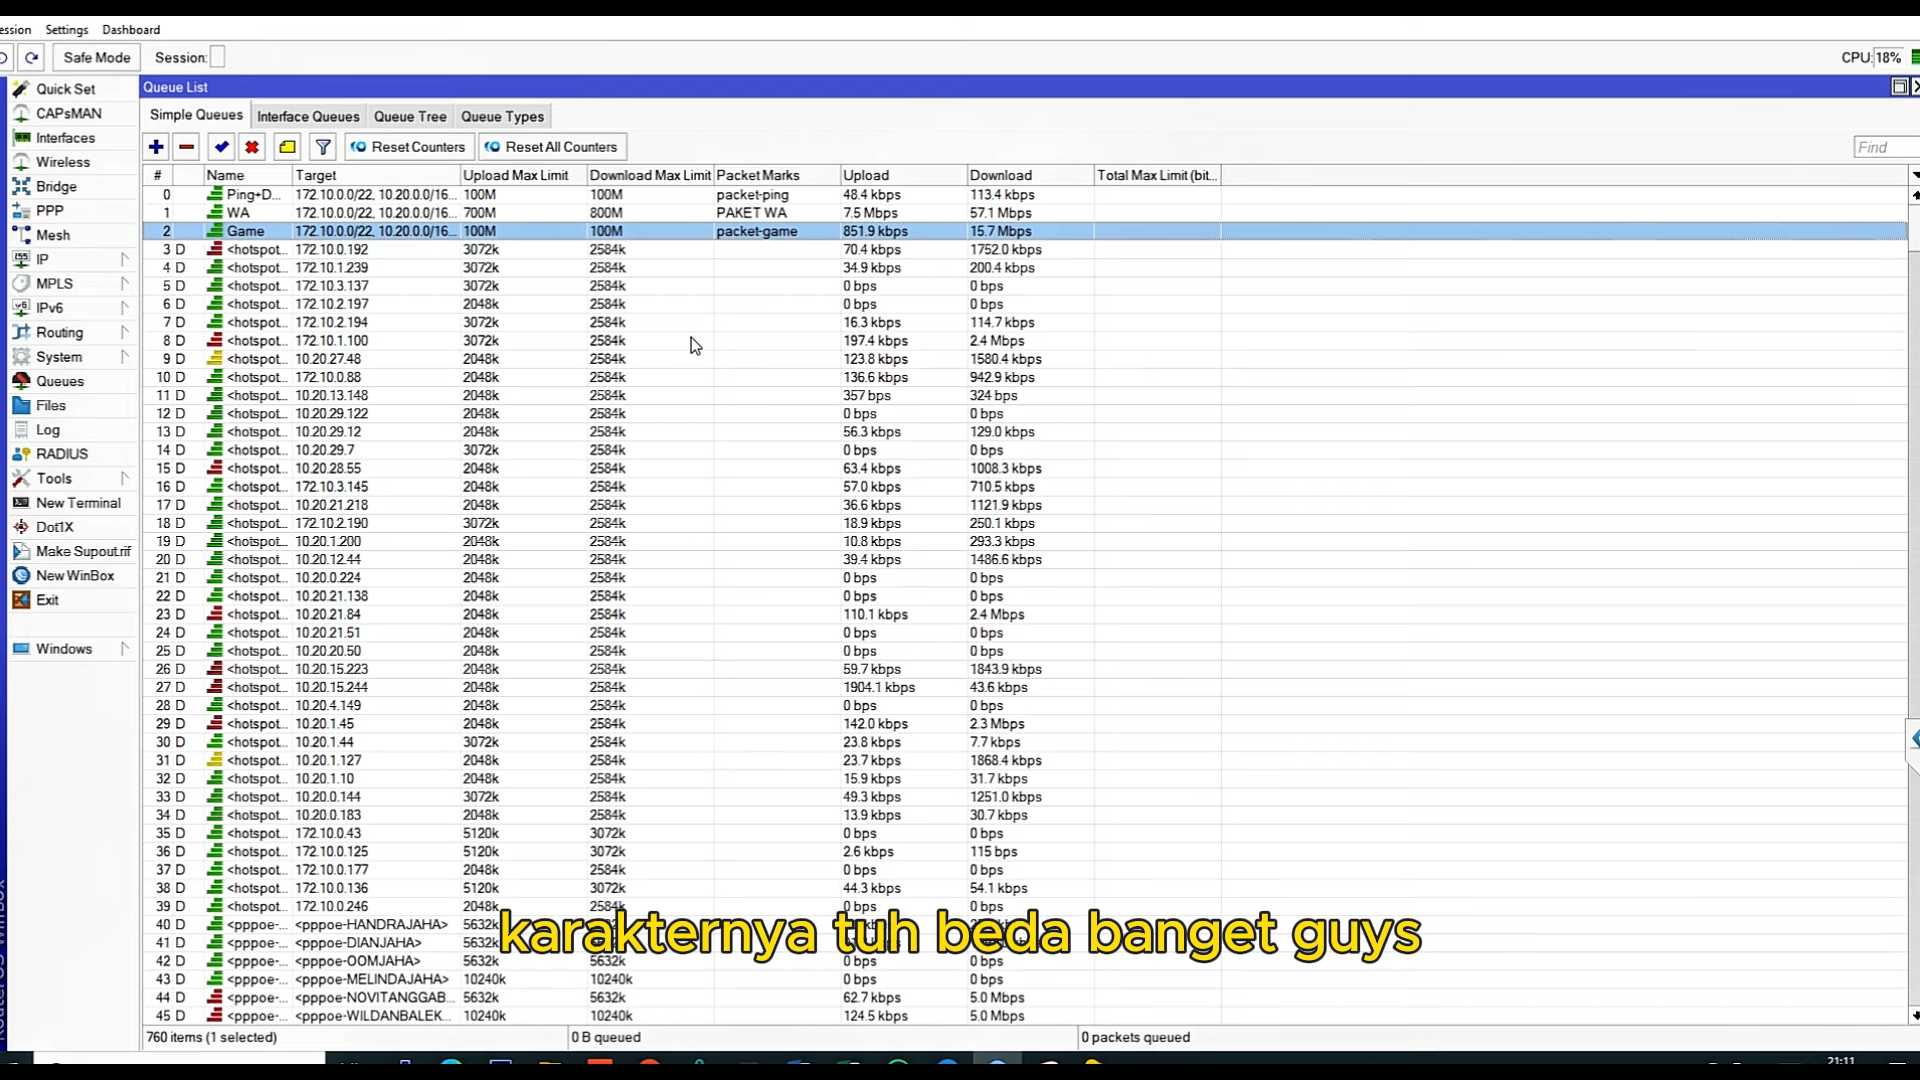 ession Settings Dashboard
Safe Mode Session: CPU: 18%
Quick Set
CAPsMAN
Interfaces
Wireless
Bridge
PPP
Mesh
IP
MPLS
IPv6
Routing
System
Queues
Files
Log
RADIUS
Tools
New Terminal
Dot1X
Make Supout.rif
New WinBox
Exit
Windows
Queue List
Simple Queues Interface Queues Queue Tree Queue Types
Reset Counters Reset All Counters Find
# Name Target Upload Max Limit Download Max Limit Packet Marks Upload Download Total Max Limit (bit...
0 Ping+D... 172.10.0.0/22, 10.20.0.0/16... 100M 100M packet-ping 48.4 kbps 113.4 kbps
1 WA 172.10.0.0/22, 10.20.0.0/16... 700M 800M PAKET WA 7.5 Mbps 57.1 Mbps
2 Game 172.10.0.0/22, 10.20.0.0/16... 100M 100M packet-game 851.9 kbps 15.7 Mbps
3 D <hotspot... 172.10.0.192 3072k 2584k 70.4 kbps 1752.0 kbps
4 D <hotspot... 172.10.1.239 3072k 2584k 34.9 kbps 200.4 kbps
5 D <hotspot... 172.10.3.137 3072k 2584k 0 bps 0 bps
6 D <hotspot... 172.10.2.197 2048k 2584k 0 bps 0 bps
7 D <hotspot... 172.10.2.194 3072k 2584k 16.3 kbps 114.7 kbps
8 D <hotspot... 172.10.1.100 3072k 2584k 197.4 kbps 2.4 Mbps
9 D <hotspot... 10.20.27.48 2048k 2584k 123.8 kbps 1580.4 kbps
10 D <hotspot... 172.10.0.88 2048k 2584k 136.6 kbps 942.9 kbps
11 D <hotspot... 10.20.13.148 2048k 2584k 357 bps 324 bps
12 D <hotspot... 10.20.29.122 2048k 2584k 0 bps 0 bps
13 D <hotspot... 10.20.29.12 2048k 2584k 56.3 kbps 129.0 kbps
14 D <hotspot... 10.20.29.7 3072k 2584k 0 bps 0 bps
15 D <hotspot... 10.20.28.55 2048k 2584k 63.4 kbps 1008.3 kbps
16 D <hotspot... 172.10.3.145 2048k 2584k 57.0 kbps 710.5 kbps
17 D <hotspot... 10.20.21.218 2048k 2584k 36.6 kbps 1121.9 kbps
18 D <hotspot... 172.10.2.190 3072k 2584k 18.9 kbps 250.1 kbps
19 D <hotspot... 10.20.1.200 2048k 2584k 10.8 kbps 293.3 kbps
20 D <hotspot... 10.20.12.44 2048k 2584k 39.4 kbps 1486.6 kbps
21 D <hotspot... 10.20.0.224 2048k 2584k 0 bps 0 bps
22 D <hotspot... 10.20.21.138 2048k 2584k 0 bps 0 bps
23 D <hotspot... 10.20.21.84 2048k 2584k 110.1 kbps 2.4 Mbps
24 D <hotspot... 10.20.21.51 2048k 2584k 0 bps 0 bps
25 D <hotspot... 10.20.20.50 2048k 2584k 0 bps 0 bps
26 D <hotspot... 10.20.15.223 2048k 2584k 59.7 kbps 1843.9 kbps
27 D <hotspot... 10.20.15.244 2048k 2584k 1904.1 kbps 43.6 kbps
28 D <hotspot... 10.20.4.149 2048k 2584k 0 bps 0 bps
29 D <hotspot... 10.20.1.45 2048k 2584k 142.0 kbps 2.3 Mbps
30 D <hotspot... 10.20.1.44 3072k 2584k 23.8 kbps 7.7 kbps
31 D <hotspot... 10.20.1.127 2048k 2584k 23.7 kbps 1868.4 kbps
32 D <hotspot... 10.20.1.10 2048k 2584k 15.9 kbps 31.7 kbps
33 D <hotspot... 10.20.0.144 3072k 2584k 49.3 kbps 1251.0 kbps
34 D <hotspot... 10.20.0.183 2048k 2584k 13.9 kbps 30.7 kbps
35 D <hotspot... 172.10.0.43 5120k 3072k 0 bps 0 bps
36 D <hotspot... 172.10.0.125 5120k 3072k 2.6 kbps 115 bps
37 D <hotspot... 172.10.0.177 2048k 2584k 0 bps 0 bps
38 D <hotspot... 172.10.0.136 5120k 3072k 44.3 kbps 54.1 kbps
39 D <hotspot... 172.10.0.246 2048k 2584k 0 bps 0 bps
40 D <pppoe- <pppoe-HANDRAJAHA> 5632k
41 D <pppoe- <pppoe-DIANJAHA> 5632k
42 D <pppoe- <pppoe-OOMJAHA> 5632k 5632k 0 bps 0 bps
43 D <pppoe- <pppoe-MELINDAJAHA> 10240k 10240k 0 bps 0 bps
44 D <pppoe- <pppoe-NOVITANGGAB... 5632k 5632k 62.7 kbps 5.0 Mbps
45 D <pppoe- <pppoe-WILDANBALEK... 10240k 10240k 124.5 kbps 5.0 Mbps
karakternya tuh beda banget guys
760 items (1 selected) 0 B queued 0 packets queued
21:11